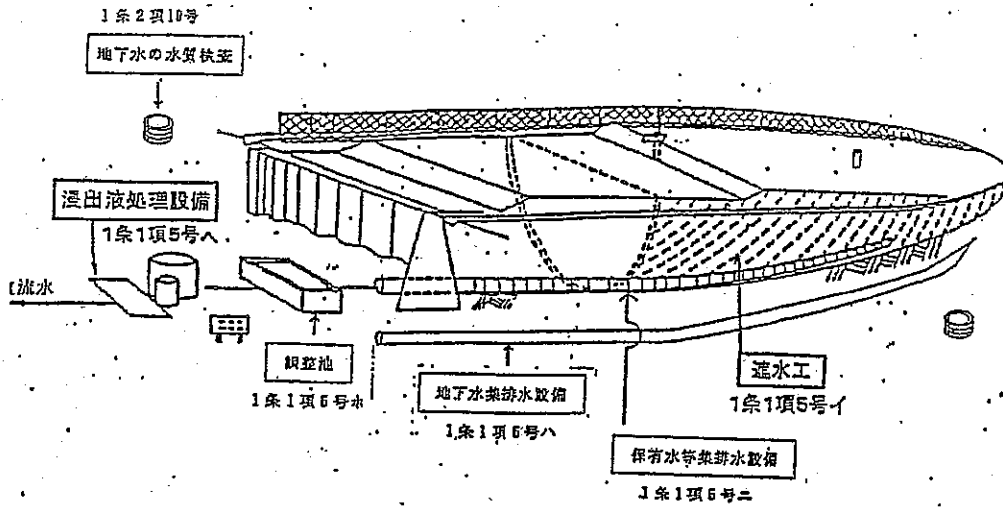 1条2項10号
地下水の水質検査
浸出液処理設備
1条1項5号ヘ
流水
調整池
1条1項5号ホ
地下水集排水設備
1条1項5号ハ
遮水工
1条1項5号イ
保有水等集排水設備
1条1項5号ニ